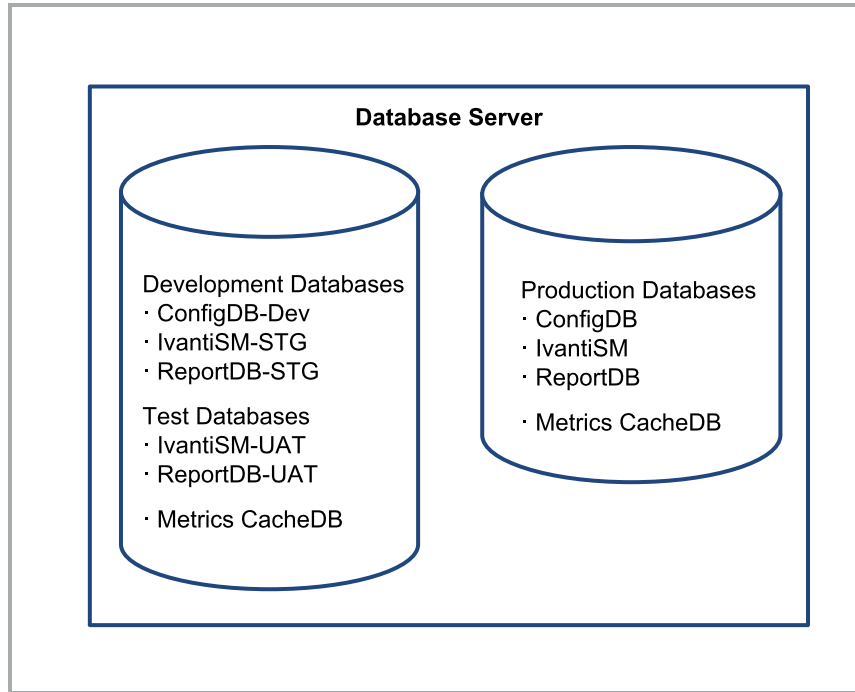 Database Server
Development Databases
· ConfigDB-Dev
· IvantiSM-STG
· ReportDB-STG
Test Databases
· IvantiSM-UAT
· ReportDB-UAT
· Metrics CacheDB
Production Databases
· ConfigDB
· IvantiSM
· ReportDB
· Metrics CacheDB